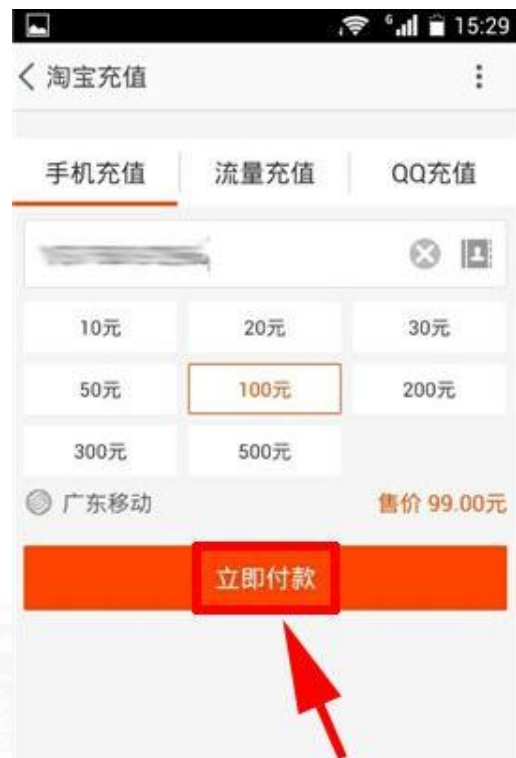 G 15:29
淘宝充值
手机充值 流量充值 QQ充值
10元 20元 30元
50元 100元 200元
300元 500元
广东移动 售价 99.00元
立即付款